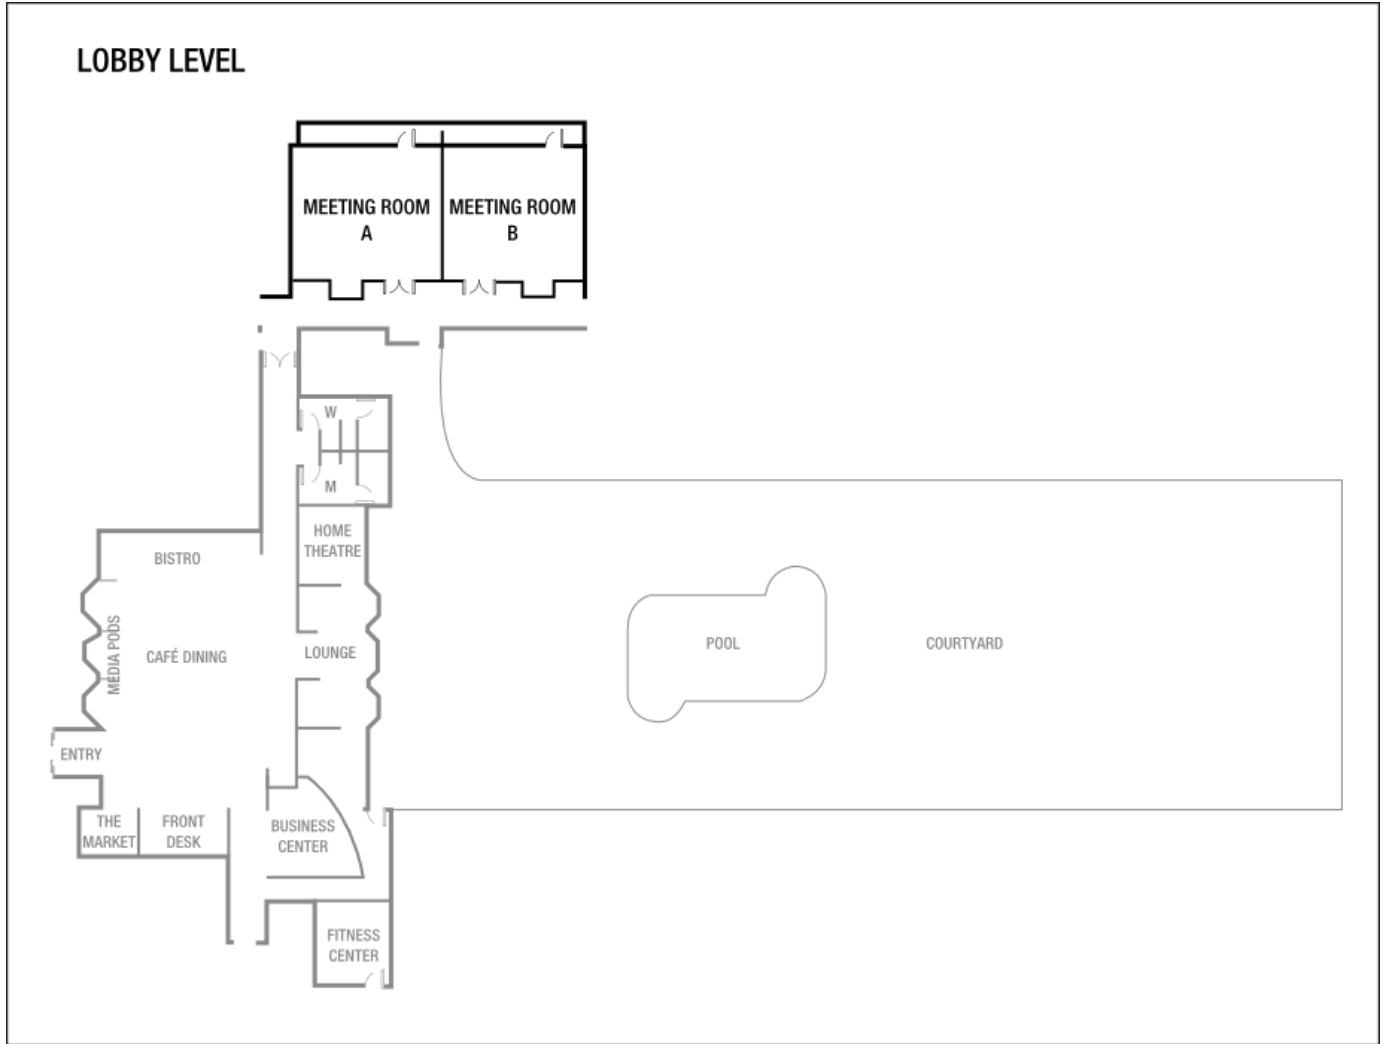 LOBBY LEVEL
MEETING ROOM
A
MEETING ROOM
B
W
M
HOME
THEATRE
BISTRO
MEDIA PODS
CAFÉ DINING
LOUNGE
POOL
COURTYARD
ENTRY
THE
MARKET
FRONT
DESK
BUSINESS
CENTER
FITNESS
CENTER